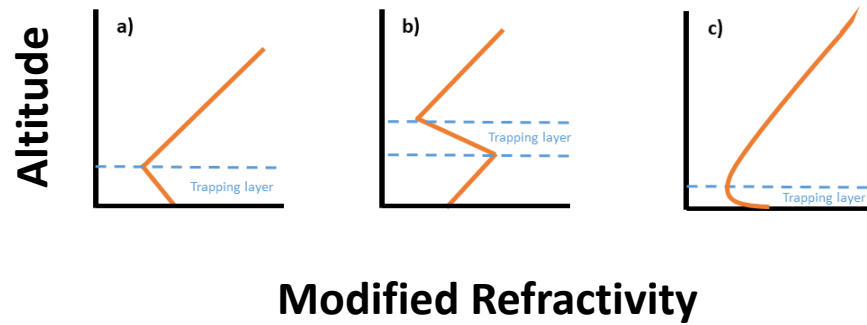 a)
b)
c)
Altitude
Trapping layer
Trapping layer
Trapping layer
Modified Refractivity